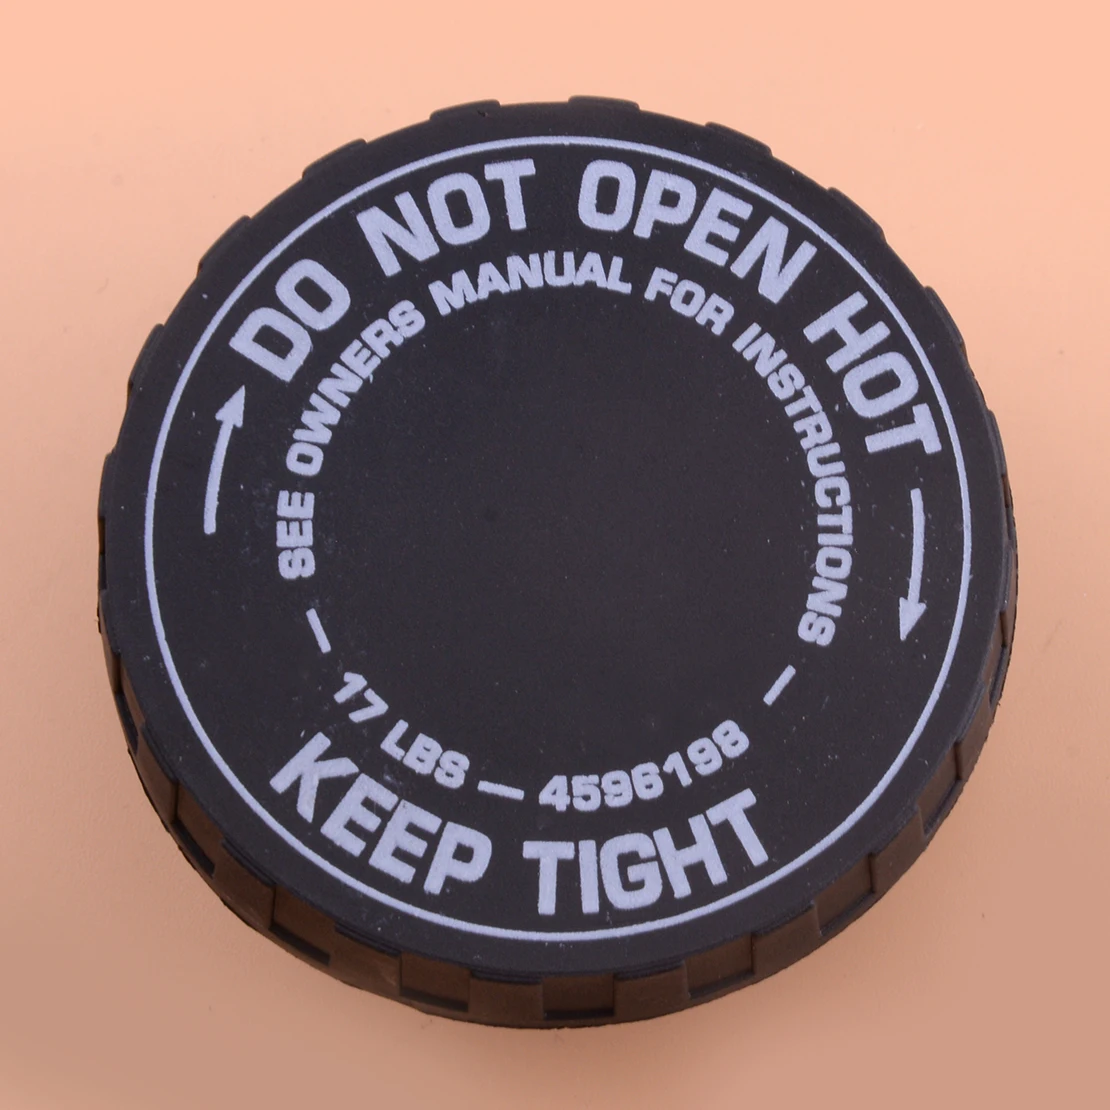 DO NOT OPEN HOT
SEE OWNERS MANUAL FOR INSTRUCTIONS
— 17 LBS — 4596198 —
KEEP TIGHT